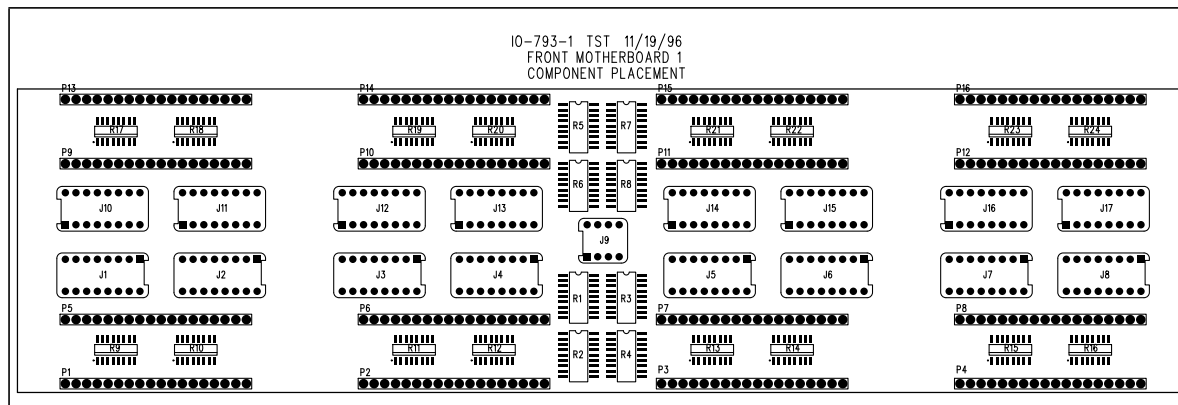 IO-793-1 TST 11/19/96
FRONT MOTHERBOARD 1
COMPONENT PLACEMENT
P13 P14 P15 P16
R5 R7
R17 R18 R19 R20 R21 R22 R23 R24
P9 P10 P11 P12
R6 R8
J10 J11 J12 J13 J14 J15 J16 J17
J9
J1 J2 J3 J4 J5 J6 J7 J8
R1 R3
P5 P6 P7 P8
R9 R10 R11 R12 R2 R4 R13 R14 R15 R16
P1 P2 P3 P4